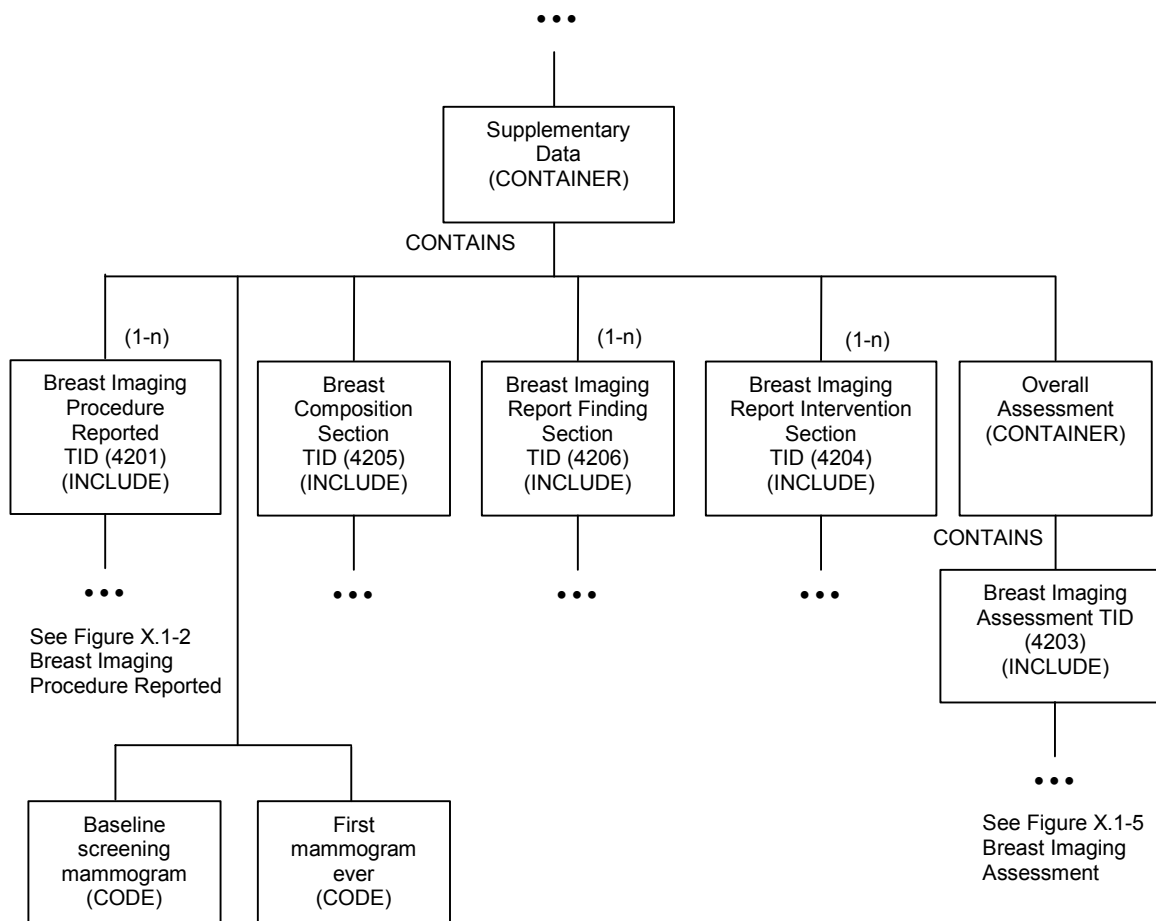 •••
Supplementary
Data
(CONTAINER)
CONTAINS
(1-n)
Breast Imaging
Procedure
Reported
TID (4201)
(INCLUDE)
Breast
Composition
Section
TID (4205)
(INCLUDE)
(1-n)
Breast Imaging
Report Finding
Section
TID (4206)
(INCLUDE)
(1-n)
Breast Imaging
Report Intervention
Section
TID (4204)
(INCLUDE)
Overall
Assessment
(CONTAINER)
CONTAINS
•••
•••
•••
•••
Breast Imaging
Assessment TID
(4203)
(INCLUDE)
See Figure X.1-2
Breast Imaging
Procedure Reported
Baseline
screening
mammogram
(CODE)
First
mammogram
ever
(CODE)
•••
See Figure X.1-5
Breast Imaging
Assessment